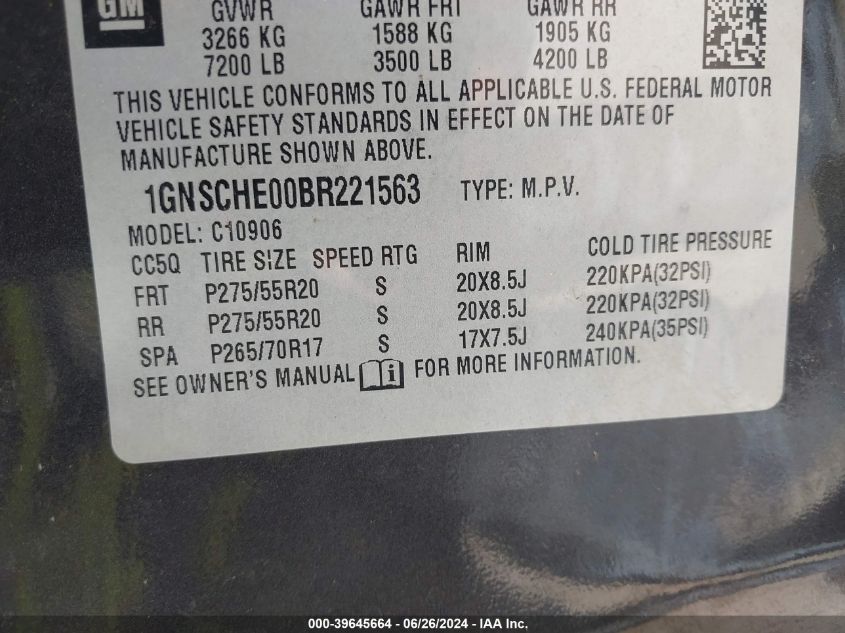 GM
GVWR GAWR FRT GAWR RR
3266 KG 1588 KG 1905 KG
7200 LB 3500 LB 4200 LB
THIS VEHICLE CONFORMS TO ALL APPLICABLE U.S. FEDERAL MOTOR
VEHICLE SAFETY STANDARDS IN EFFECT ON THE DATE OF
MANUFACTURE SHOWN ABOVE.
1GNSCHE00BR221563 TYPE: M.P.V.
MODEL: C10906
CC5Q TIRE SIZE SPEED RTG RIM COLD TIRE PRESSURE
FRT P275/55R20 S 20X8.5J 220KPA(32PSI)
RR P275/55R20 S 20X8.5J 220KPA(32PSI)
SPA P265/70R17 S 17X7.5J 240KPA(35PSI)
SEE OWNER'S MANUAL i FOR MORE INFORMATION.
000-39645664 / 06/26/2024 - IAA Inc.